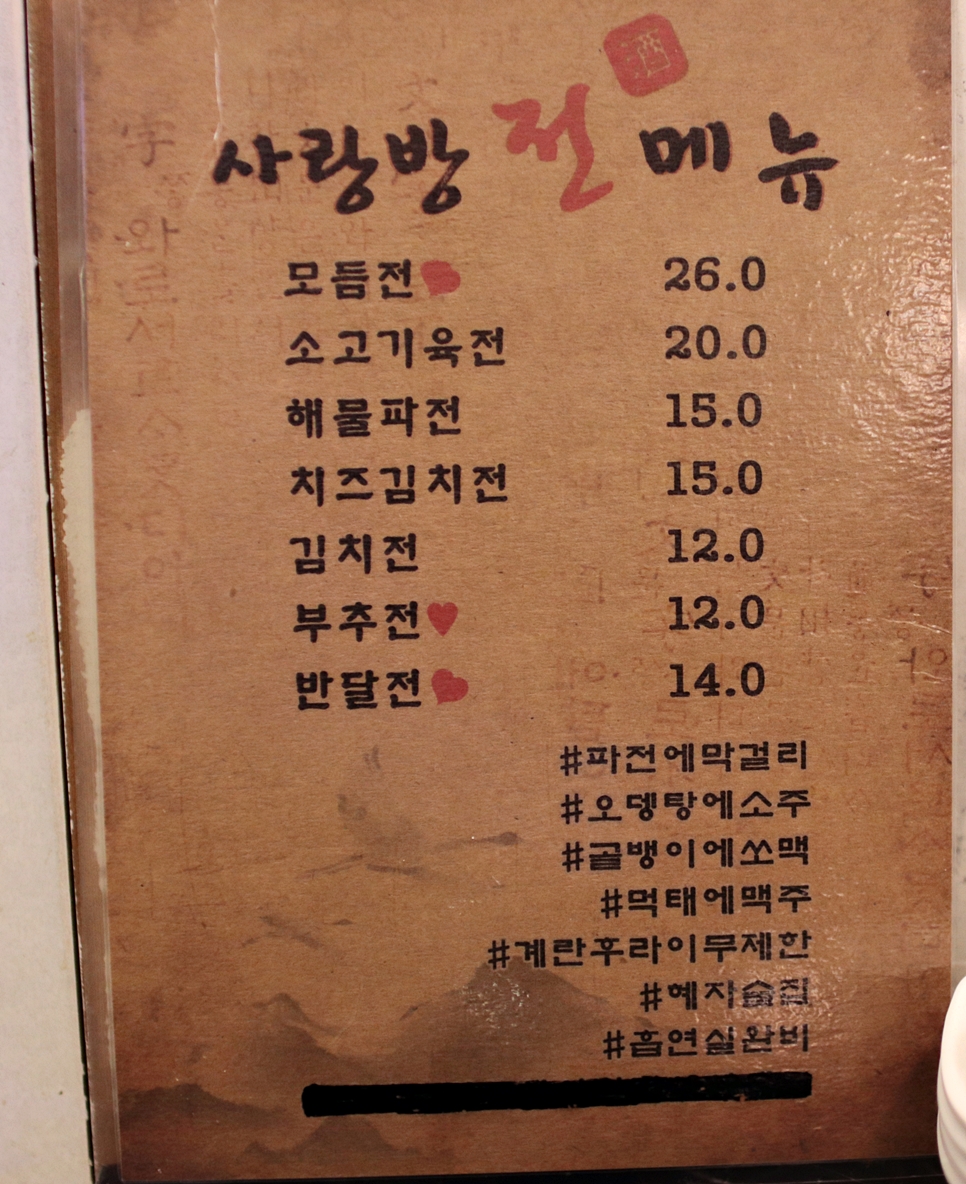 酒
사랑방 전 메뉴
모듬전 26.0
소고기육전 20.0
해물파전 15.0
치즈김치전 15.0
김치전 12.0
부추전♥ 12.0
반달전 14.0
#파전에막걸리
#오뎅탕에소주
#골뱅이에쏘맥
#먹태에맥주
#계란후라이무제한
#혜자술집
#흡연실완비